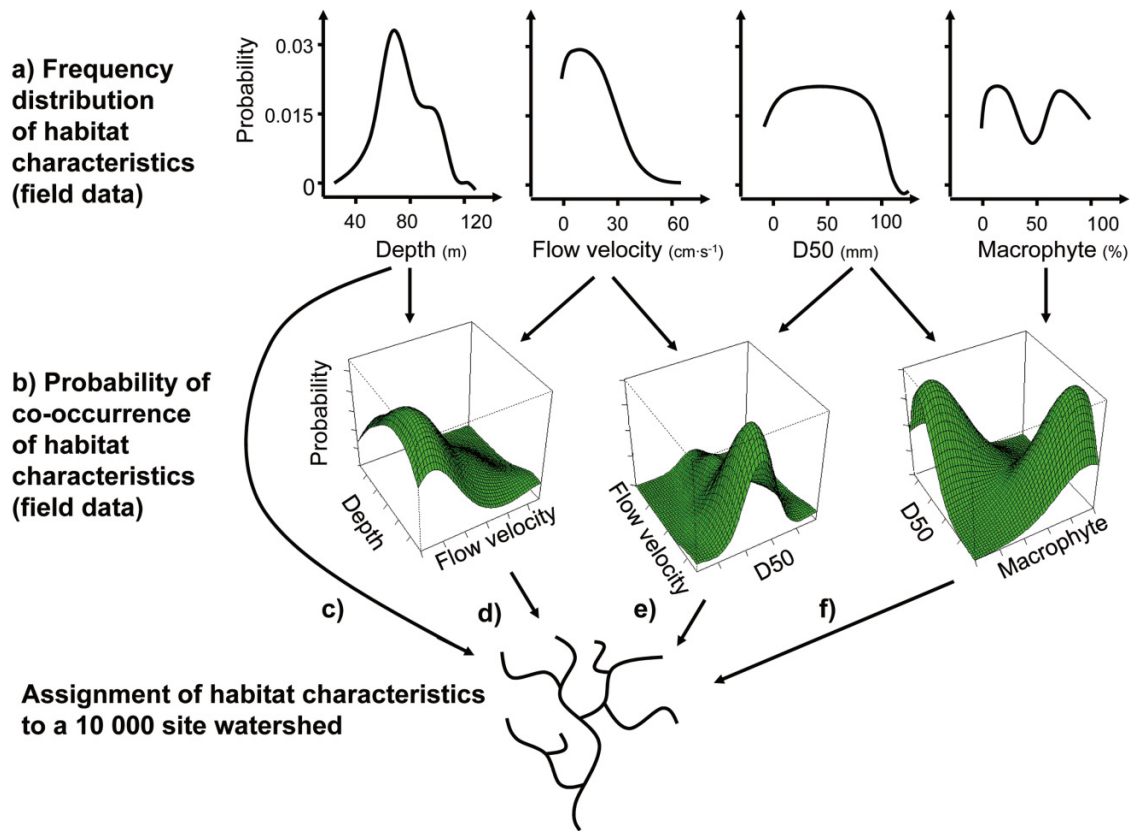 a) Frequency
distribution
of habitat
characteristics
(field data)
Probability
0.03
0.015
0
40 80 120
Depth (m)
0 30 60
Flow velocity (cm·s⁻¹)
0 50 100
D50 (mm)
0 50 100
Macrophyte (%)
b) Probability of
co-occurrence
of habitat
characteristics
(field data)
Probability
Depth
Flow velocity
Flow velocity
D50
D50
Macrophyte
c)
d)
e)
f)
Assignment of habitat characteristics
to a 10 000 site watershed